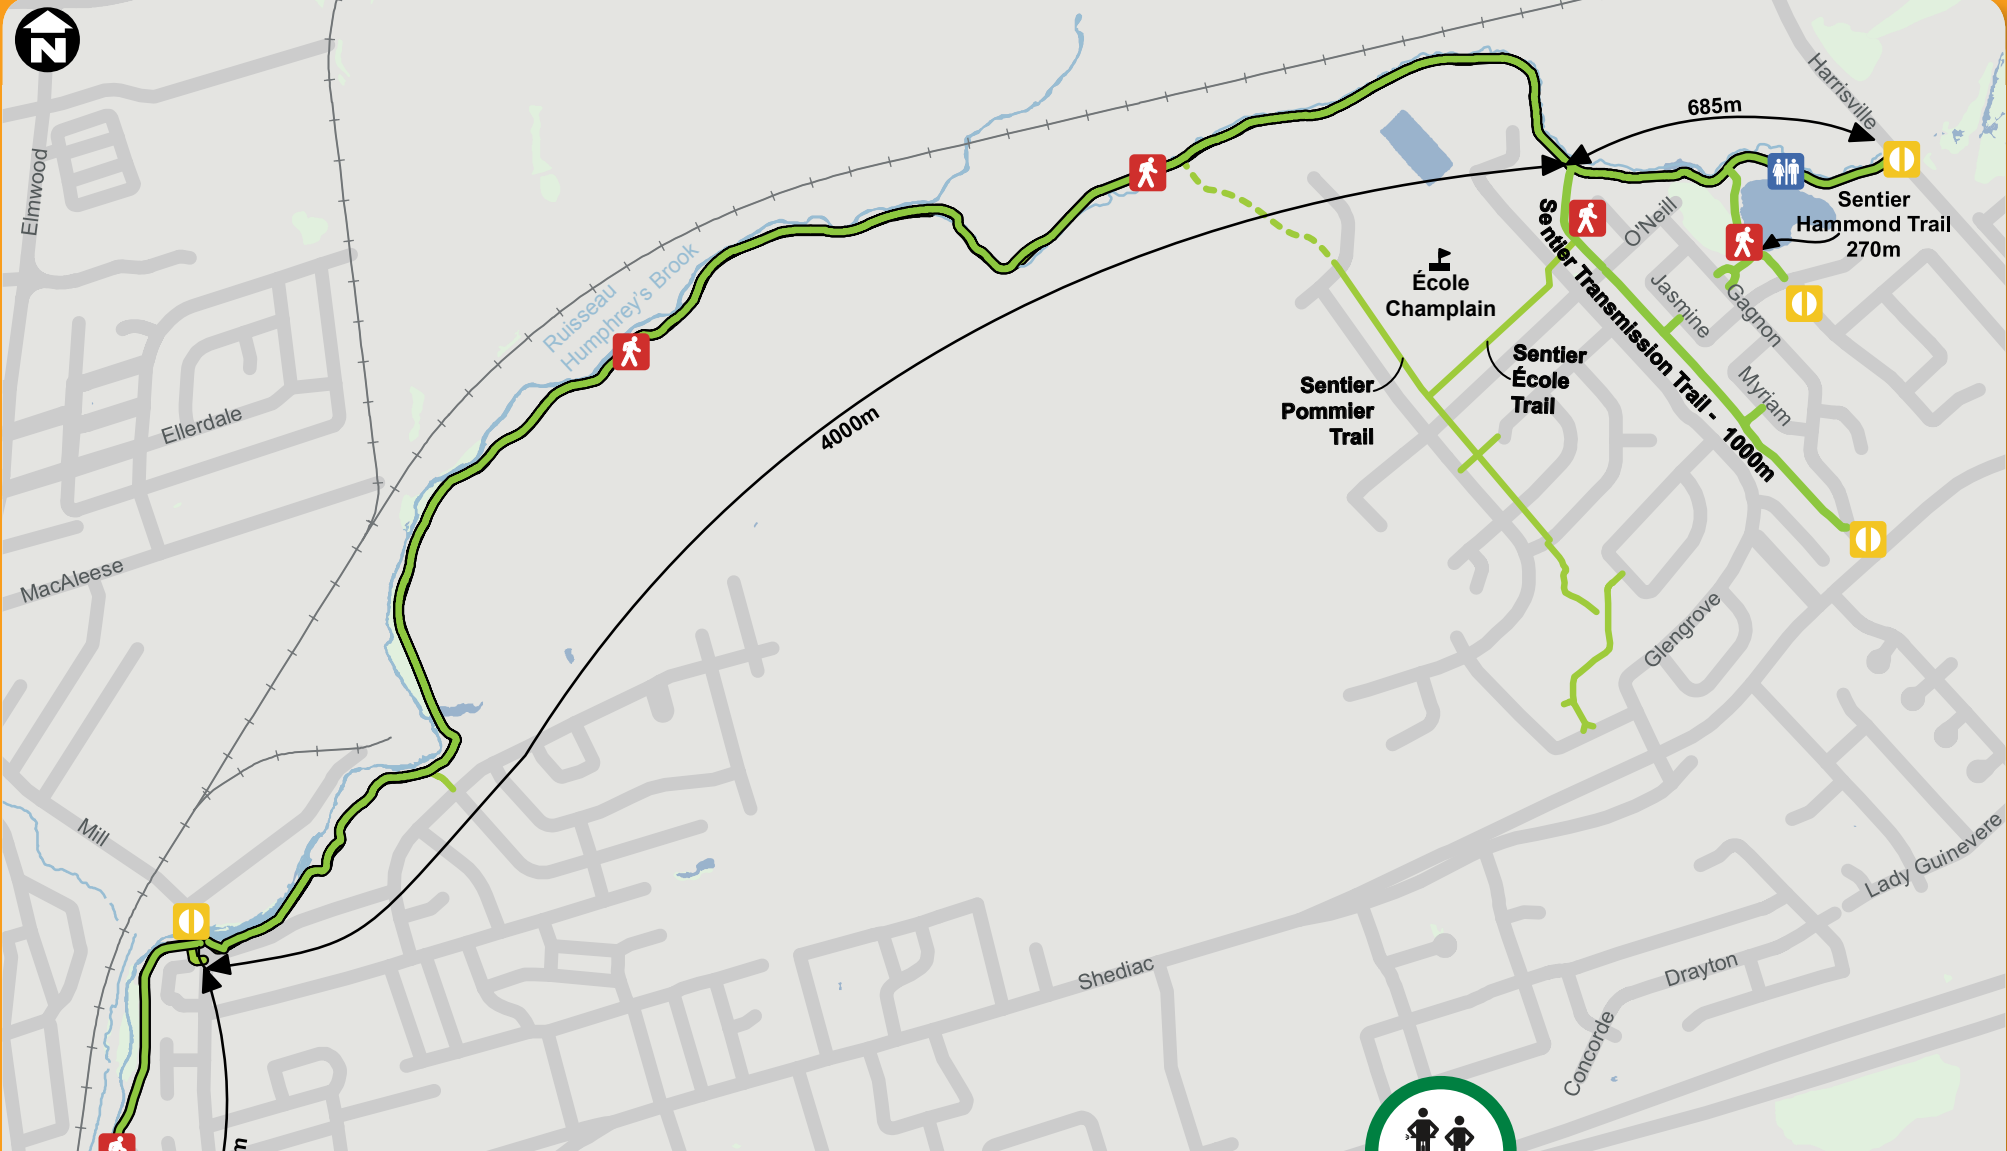 N
Harrisville
685m
Elmwood
Sentier
Hammond Trail
270m
O'Neill
Ruisseau
Humphrey's Brook
École
Champlain
Jasmine
Gagnon
Sentier Transmission Trail - 1000m
Sentier
École
Trail
Sentier
Pommier
Trail
Myriam
4000m
Ellerdale
MacAleese
Glengrove
Mill
Lady Guinevere
Shediac
Drayton
Concorde
m